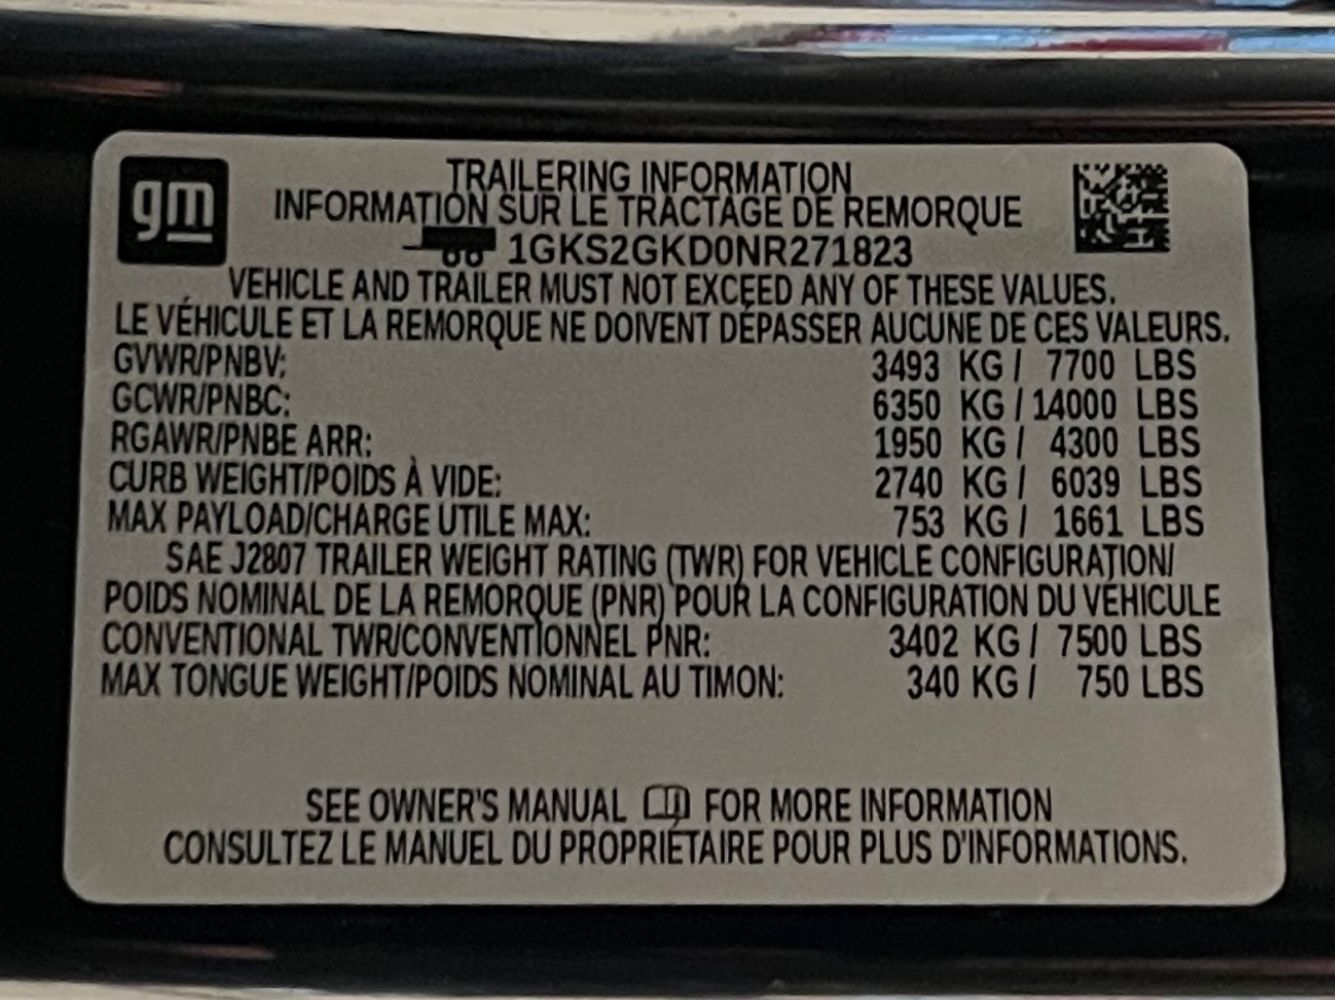 gm
TRAILERING INFORMATION
INFORMATION SUR LE TRACTAGE DE REMORQUE
1GKS2GKD0NR271823
VEHICLE AND TRAILER MUST NOT EXCEED ANY OF THESE VALUES.
LE VÉHICULE ET LA REMORQUE NE DOIVENT DÉPASSER AUCUNE DE CES VALEURS.
GVWR/PNBV: 3493 KG / 7700 LBS
GCWR/PNBC: 6350 KG / 14000 LBS
RGAWR/PNBE ARR: 1950 KG / 4300 LBS
CURB WEIGHT/POIDS À VIDE: 2740 KG / 6039 LBS
MAX PAYLOAD/CHARGE UTILE MAX: 753 KG / 1661 LBS
SAE J2807 TRAILER WEIGHT RATING (TWR) FOR VEHICLE CONFIGURATION/
POIDS NOMINAL DE LA REMORQUE (PNR) POUR LA CONFIGURATION DU VÉHICULE
CONVENTIONAL TWR/CONVENTIONNEL PNR: 3402 KG / 7500 LBS
MAX TONGUE WEIGHT/POIDS NOMINAL AU TIMON: 340 KG / 750 LBS
SEE OWNER'S MANUAL FOR MORE INFORMATION
CONSULTEZ LE MANUEL DU PROPRIÉTAIRE POUR PLUS D'INFORMATIONS.